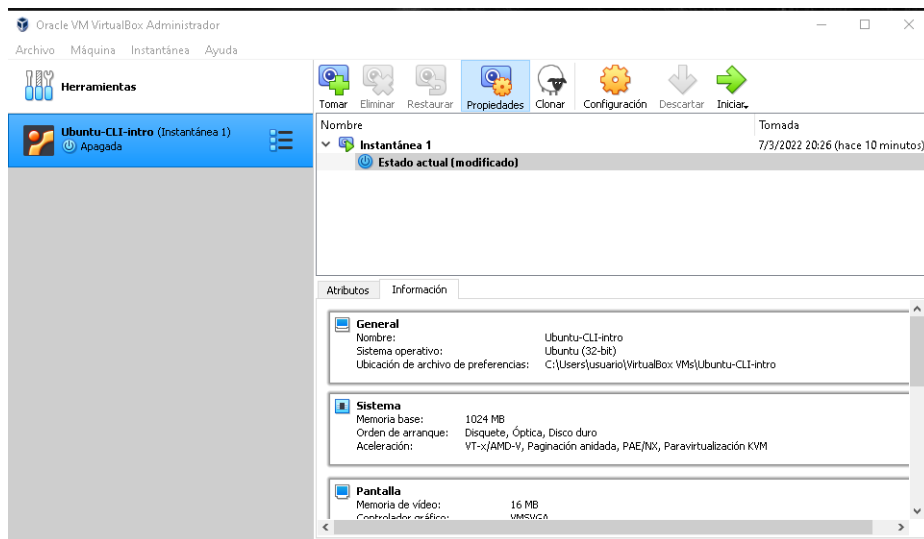 Oracle VM VirtualBox Administrador
Archivo Máquina Instantánea Ayuda
Herramientas
Ubuntu-CLI-intro (Instantánea 1)
Apagada
Tomar Eliminar Restaurar Propiedades Clonar Configuración Descartar Iniciar
Nombre Tomada
Instantánea 1 7/3/2022 20:26 (hace 10 minutos)
Estado actual (modificado)
Atributos Información
General
Nombre: Ubuntu-CLI-intro
Sistema operativo: Ubuntu (32-bit)
Ubicación de archivo de preferencias: C:\Users\usuario\VirtualBox VMs\Ubuntu-CLI-intro
Sistema
Memoria base: 1024 MB
Orden de arranque: Disquete, Óptica, Disco duro
Aceleración: VT-x/AMD-V, Paginación anidada, PAE/NX, Paravirtualización KVM
Pantalla
Memoria de vídeo: 16 MB
Controlador gráfico: VMSVGA